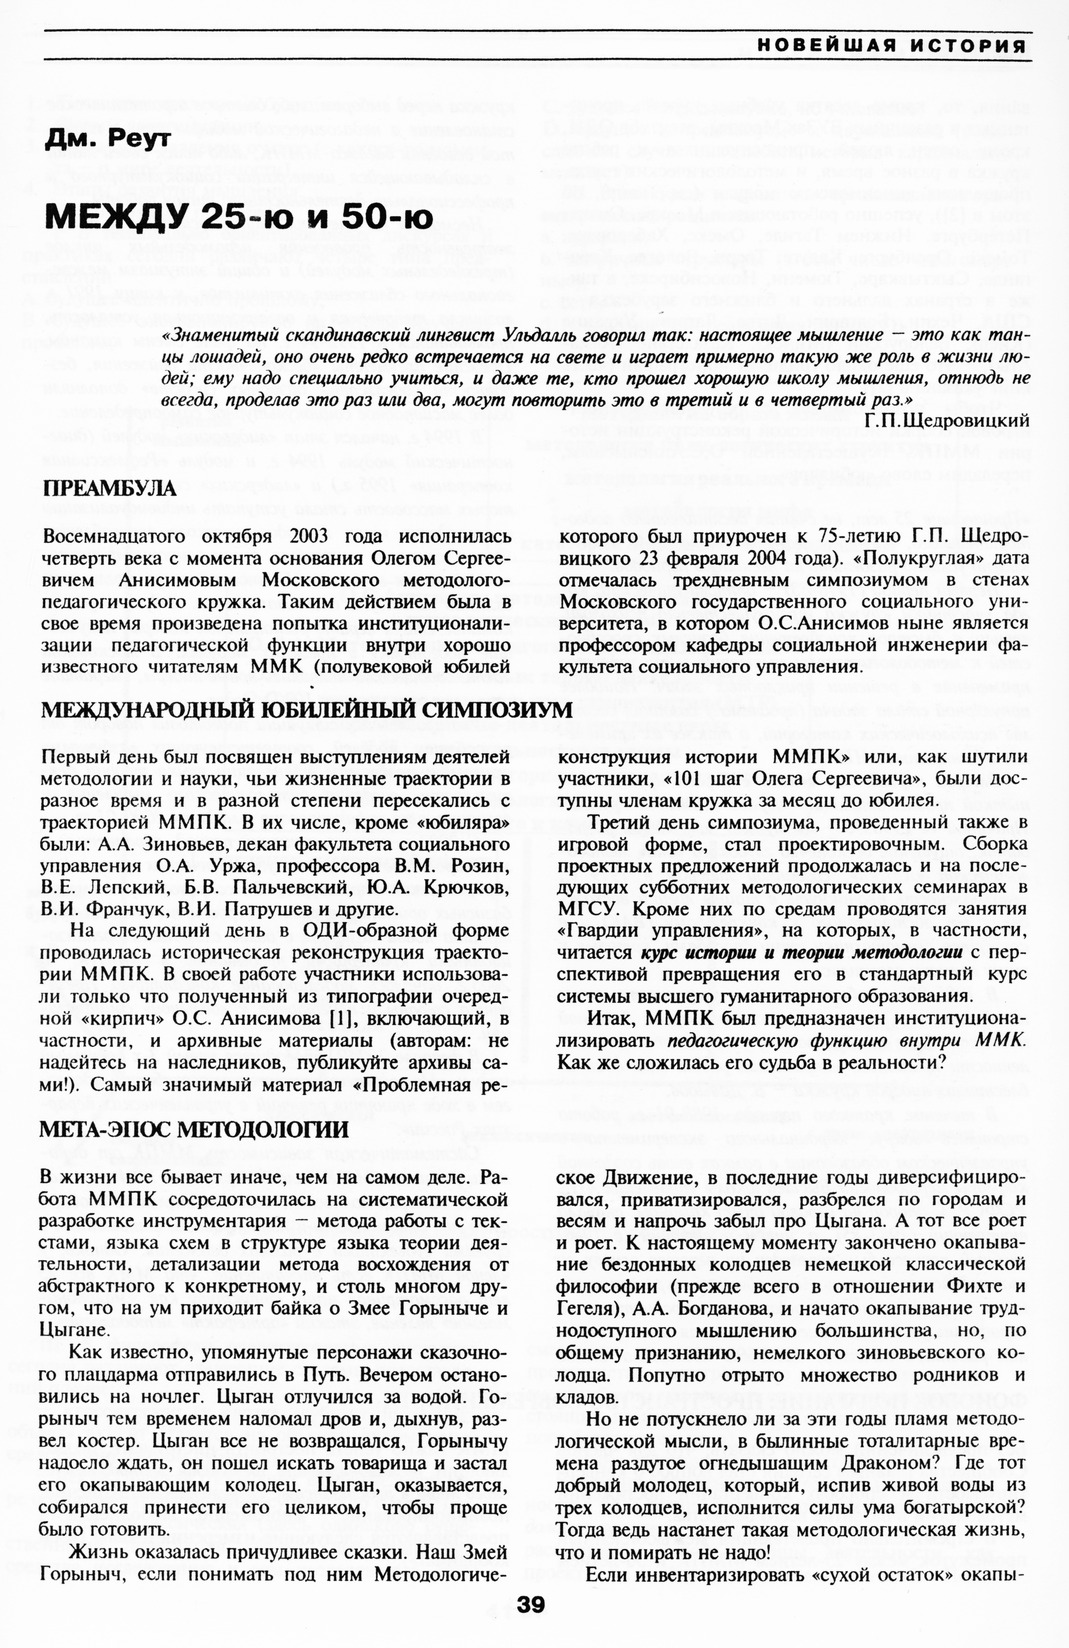 НОВЕЙШАЯ ИСТОРИЯ
Дм. Реут
МЕЖДУ 25-ю и 50-ю
«Знаменитый скандинавский лингвист Ульдалль говорил так: настоящее мышление — это как тан-
цы лошадей, оно очень редко встречается на свете и играет примерно такую же роль в жизни лю-
дей; ему надо специально учиться, и даже те, кто прошел хорошую школу мышления, отнюдь не
всегда, проделав это раз или два, могут повторить это в третий и в четвертый раз.»
Г.П.Щедровицкий
ПРЕАМБУЛА
Восемнадцатого октября 2003 года исполнилась
четверть века с момента основания Олегом Сергее-
вичем Анисимовым Московского методолого-
педагогического кружка. Таким действием была в
свое время произведена попытка институционали-
зации педагогической функции внутри хорошо
известного читателям ММК (полувековой юбилей
которого был приурочен к 75-летию Г.П. Щедро-
вицкого 23 февраля 2004 года). «Полукруглая» дата
отмечалась трехдневным симпозиумом в стенах
Московского государственного социального уни-
верситета, в котором О.С.Анисимов ныне является
профессором кафедры социальной инженерии фа-
культета социального управления.
МЕЖДУНАРОДНЫЙ ЮБИЛЕЙНЫЙ СИМПОЗИУМ
Первый день был посвящен выступлениям деятелей
методологии и науки, чьи жизненные траектории в
разное время и в разной степени пересекались с
траекторией ММПК. В их числе, кроме «юбиляра»
были: А.А. Зиновьев, декан факультета социального
управления О.А. Уржа, профессора В.М. Розин,
В.Е. Лепский, Б.В. Пальчевский, Ю.А. Крючков,
В.И. Франчук, В.И. Патрушев и другие.
На следующий день в ОДИ-образной форме
проводилась историческая реконструкция траекто-
рии ММПК. В своей работе участники использова-
ли только что полученный из типографии очеред-
ной «кирпич» О.С. Анисимова [1], включающий, в
частности, и архивные материалы (авторам: не
надейтесь на наследников, публикуйте архивы са-
ми!). Самый значимый материал «Проблемная ре-
конструкция истории ММПК» или, как шутили
участники, «101 шаг Олега Сергеевича», были дос-
тупны членам кружка за месяц до юбилея.
Третий день симпозиума, проведенный также в
игровой форме, стал проектировочным. Сборка
проектных предложений продолжалась и на после-
дующих субботних методологических семинарах в
МГСУ. Кроме них по средам проводятся занятия
«Гвардии управления», на которых, в частности,
читается курс истории и теории методологии с пер-
спективой превращения его в стандартный курс
системы высшего гуманитарного образования.
Итак, ММПК был предназначен институциона-
лизировать педагогическую функцию внутри ММК.
Как же сложилась его судьба в реальности?
МЕТА-ЭПОС МЕТОДОЛОГИИ
В жизни все бывает иначе, чем на самом деле. Ра-
бота ММПК сосредоточилась на систематической
разработке инструментария — метода работы с тек-
стами, языка схем в структуре языка теории дея-
тельности, детализации метода восхождения от
абстрактного к конкретному, и столь многом дру-
гом, что на ум приходит байка о Змее Горыныче и
Цыгане.
Как известно, упомянутые персонажи сказочно-
го плацдарма отправились в Путь. Вечером остано-
вились на ночлег. Цыган отлучился за водой. Го-
рыныч тем временем наломал дров и, дыхнув, раз-
вел костер. Цыган все не возвращался, Горынычу
надоело ждать, он пошел искать товарища и застал
его окапывающим колодец. Цыган, оказывается,
собирался принести его целиком, чтобы проще
было готовить.
Жизнь оказалась причудливее сказки. Наш Змей
Горыныч, если понимать под ним Методологиче-
ское Движение, в последние годы диверсифициро-
вался, приватизировался, разбрелся по городам и
весям и напрочь забыл про Цыгана. А тот все роет
и роет. К настоящему моменту закончено окапыва-
ние бездонных колодцев немецкой классической
философии (прежде всего в отношении Фихте и
Гегеля), А.А. Богданова, и начато окапывание труд-
нодоступного мышлению большинства, но, по
общему признанию, немелкого зиновьевского ко-
лодца. Попутно отрыто множество родников и
кладов.
Но не потускнело ли за эти годы пламя методо-
логической мысли, в былинные тоталитарные вре-
мена раздутое огнедышащим Драконом? Где тот
добрый молодец, который, испив живой воды из
трех колодцев, исполнится силы ума богатырской?
Тогда ведь настанет такая методологическая жизнь,
что и помирать не надо!
Если инвентаризировать «сухой остаток» окапы-
39